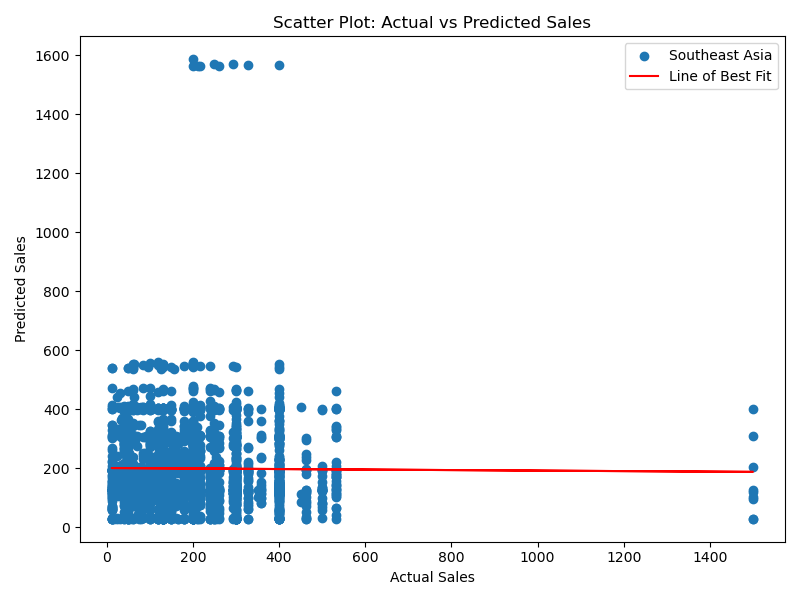 Scatter Plot: Actual vs Predicted Sales
Southeast Asia
Line of Best Fit
Predicted Sales
1600
1400
1200
1000
800
600
400
200
0
0 200 400 600 800 1000 1200 1400
Actual Sales